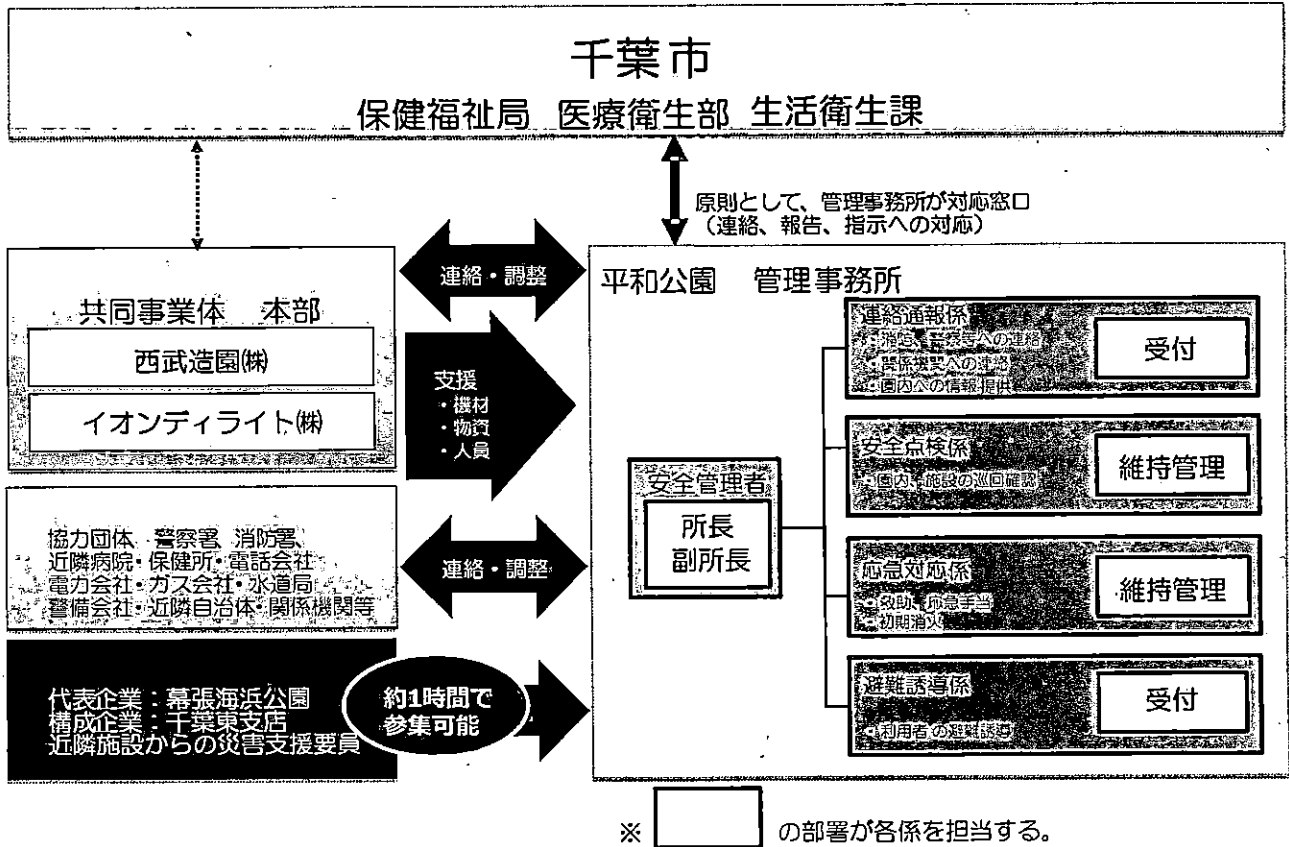 千葉市
保健福祉局 医療衛生部 生活衛生課
原則として、管理事務所が対応窓口
（連絡、報告、指示への対応）
連絡・調整
共同事業体 本部
西武造園㈱
イオンディライト㈱
支援
・機材
・物資
・人員
協力団体、警察署、消防署、
近隣病院・保健所・電話会社
電力会社・ガス会社・水道局
警備会社・近隣自治体・関係機関等
連絡・調整
代表企業：幕張海浜公園
構成企業：千葉東支店
近隣施設からの災害支援要員
約1時間で
参集可能
平和公園 管理事務所
安全管理者
所長
副所長
連絡通報係
・消防、警察等への連絡
・関係機関への連絡
・園内への情報提供
受付
安全点検係
・園内、施設の巡回確認
維持管理
応急対応係
・救助、応急手当
・初期消火
維持管理
避難誘導係
・利用者の避難誘導
受付
※ の部署が各係を担当する。